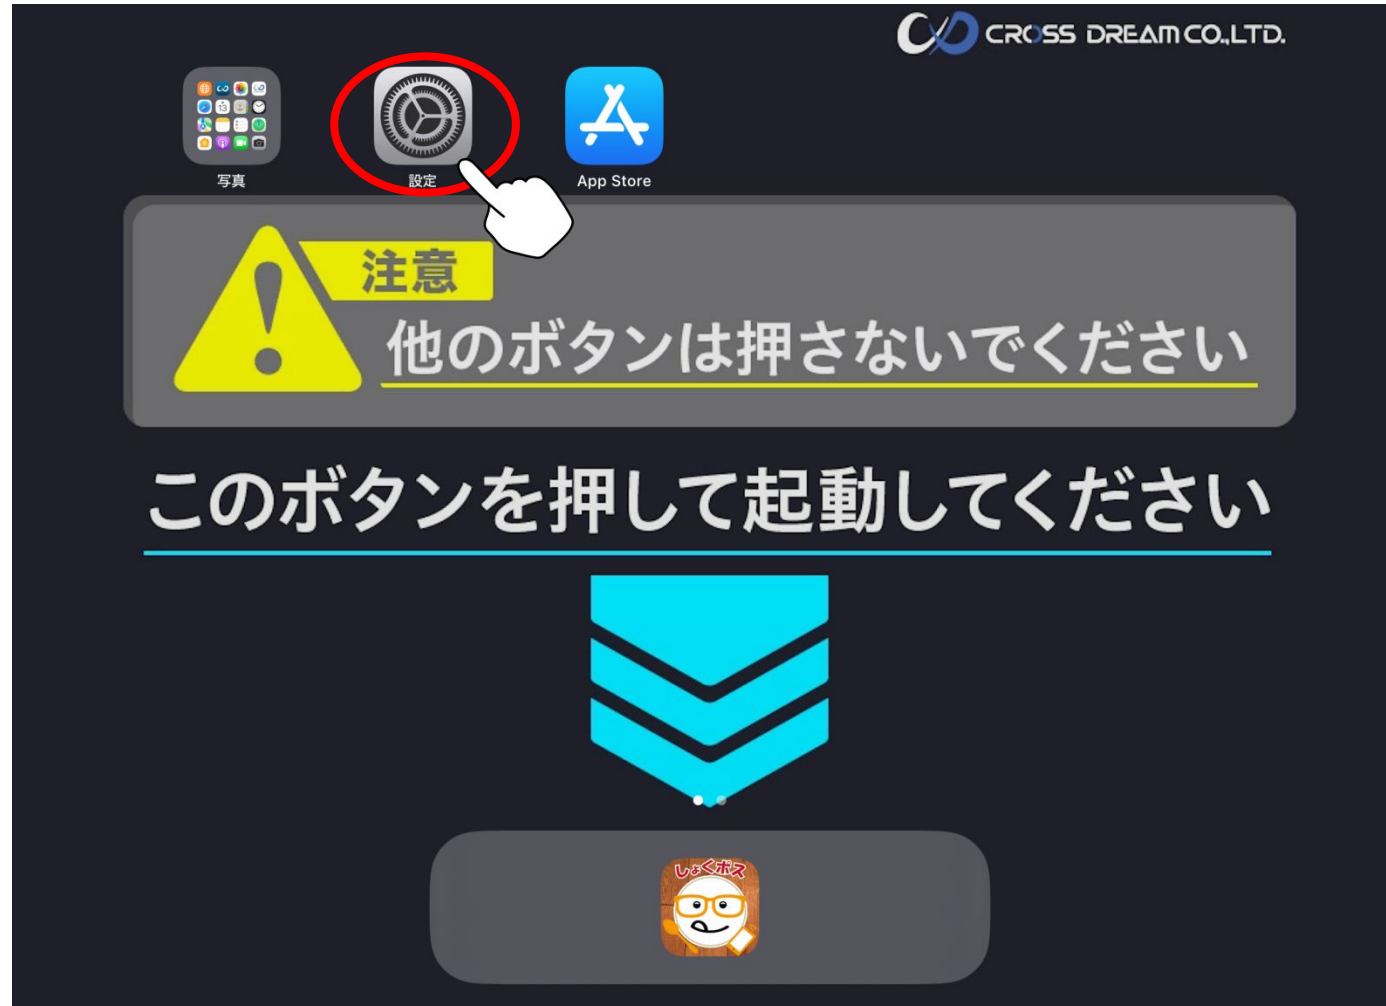 CROSS DREAM CO.,LTD.
写真
設定
App Store
注意
他のボタンは押さないでください
このボタンを押して起動してください
しょくポス